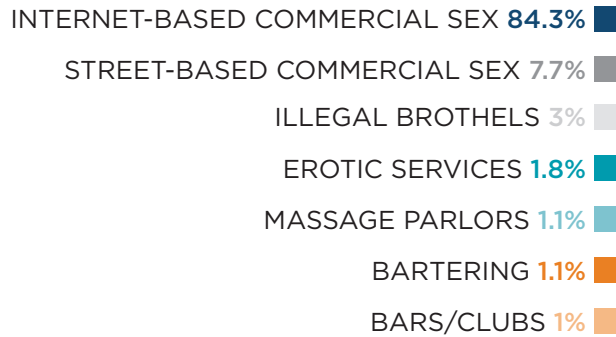 INTERNET-BASED COMMERCIAL SEX 84.3%
STREET-BASED COMMERCIAL SEX 7.7%
ILLEGAL BROTHELS 3%
EROTIC SERVICES 1.8%
MASSAGE PARLORS 1.1%
BARTERING 1.1%
BARS/CLUBS 1%